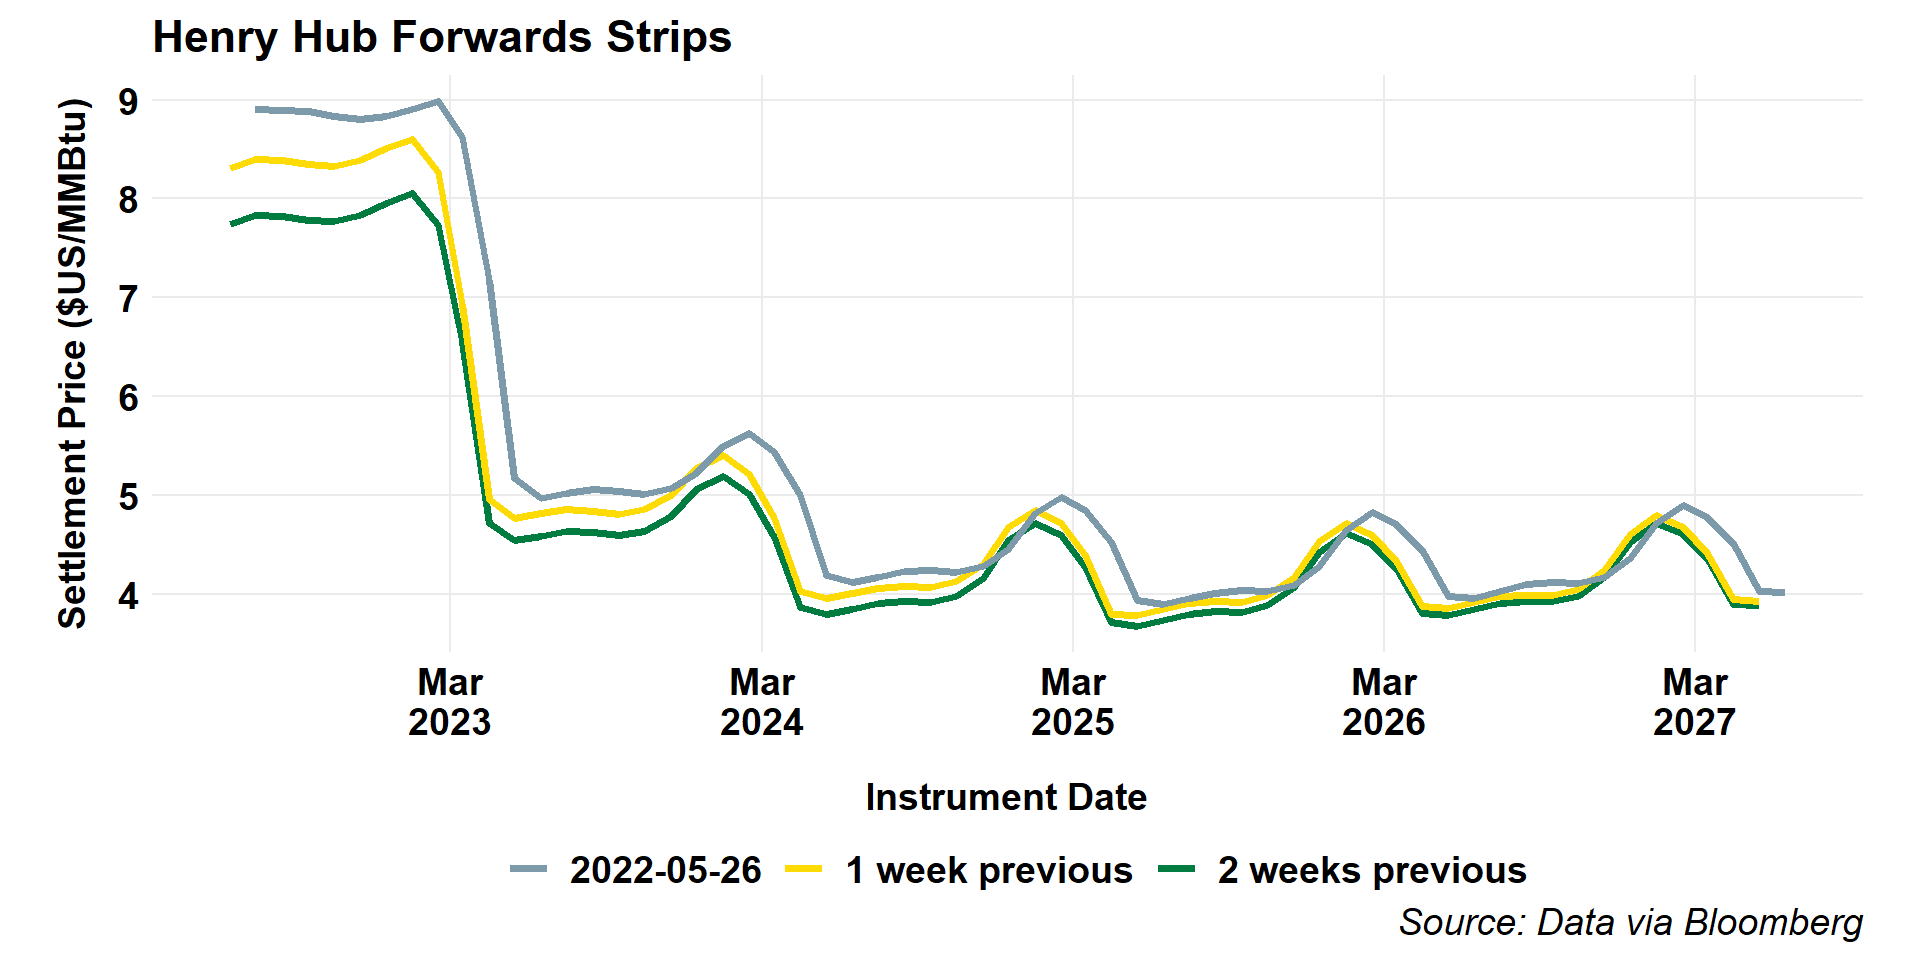 Henry Hub Forwards Strips
Settlement Price ($US/MMBtu)
9
8
7
6
5
4
Mar
2023
Mar
2024
Mar
2025
Mar
2026
Mar
2027
Instrument Date
2022-05-26
1 week previous
2 weeks previous
Source: Data via Bloomberg